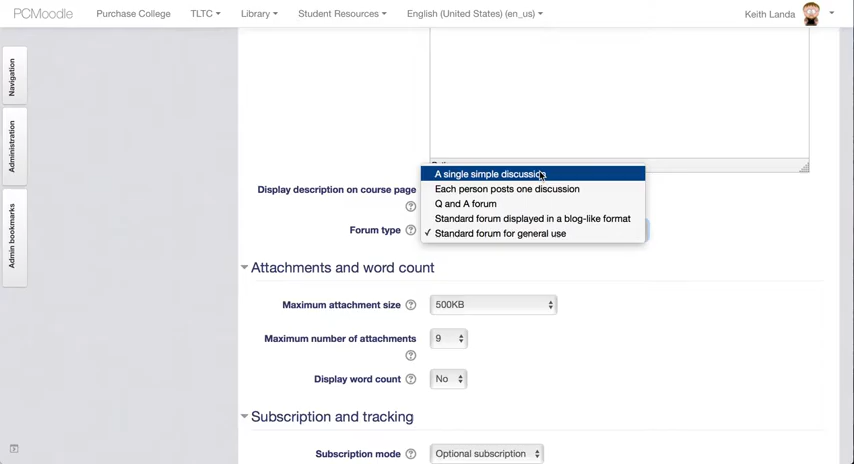 PCMoodle Purchase College TLTC Library Student Resources English (United States) (en_us) Keith Landa
Navigation
Administration
Admin bookmarks
Display description on course page
A single simple discussion
Each person posts one discussion
Q and A forum
Standard forum displayed in a blog-like format
✓ Standard forum for general use
Forum type
Attachments and word count
Maximum attachment size 500KB
Maximum number of attachments 9
Display word count No
Subscription and tracking
Subscription mode Optional subscription